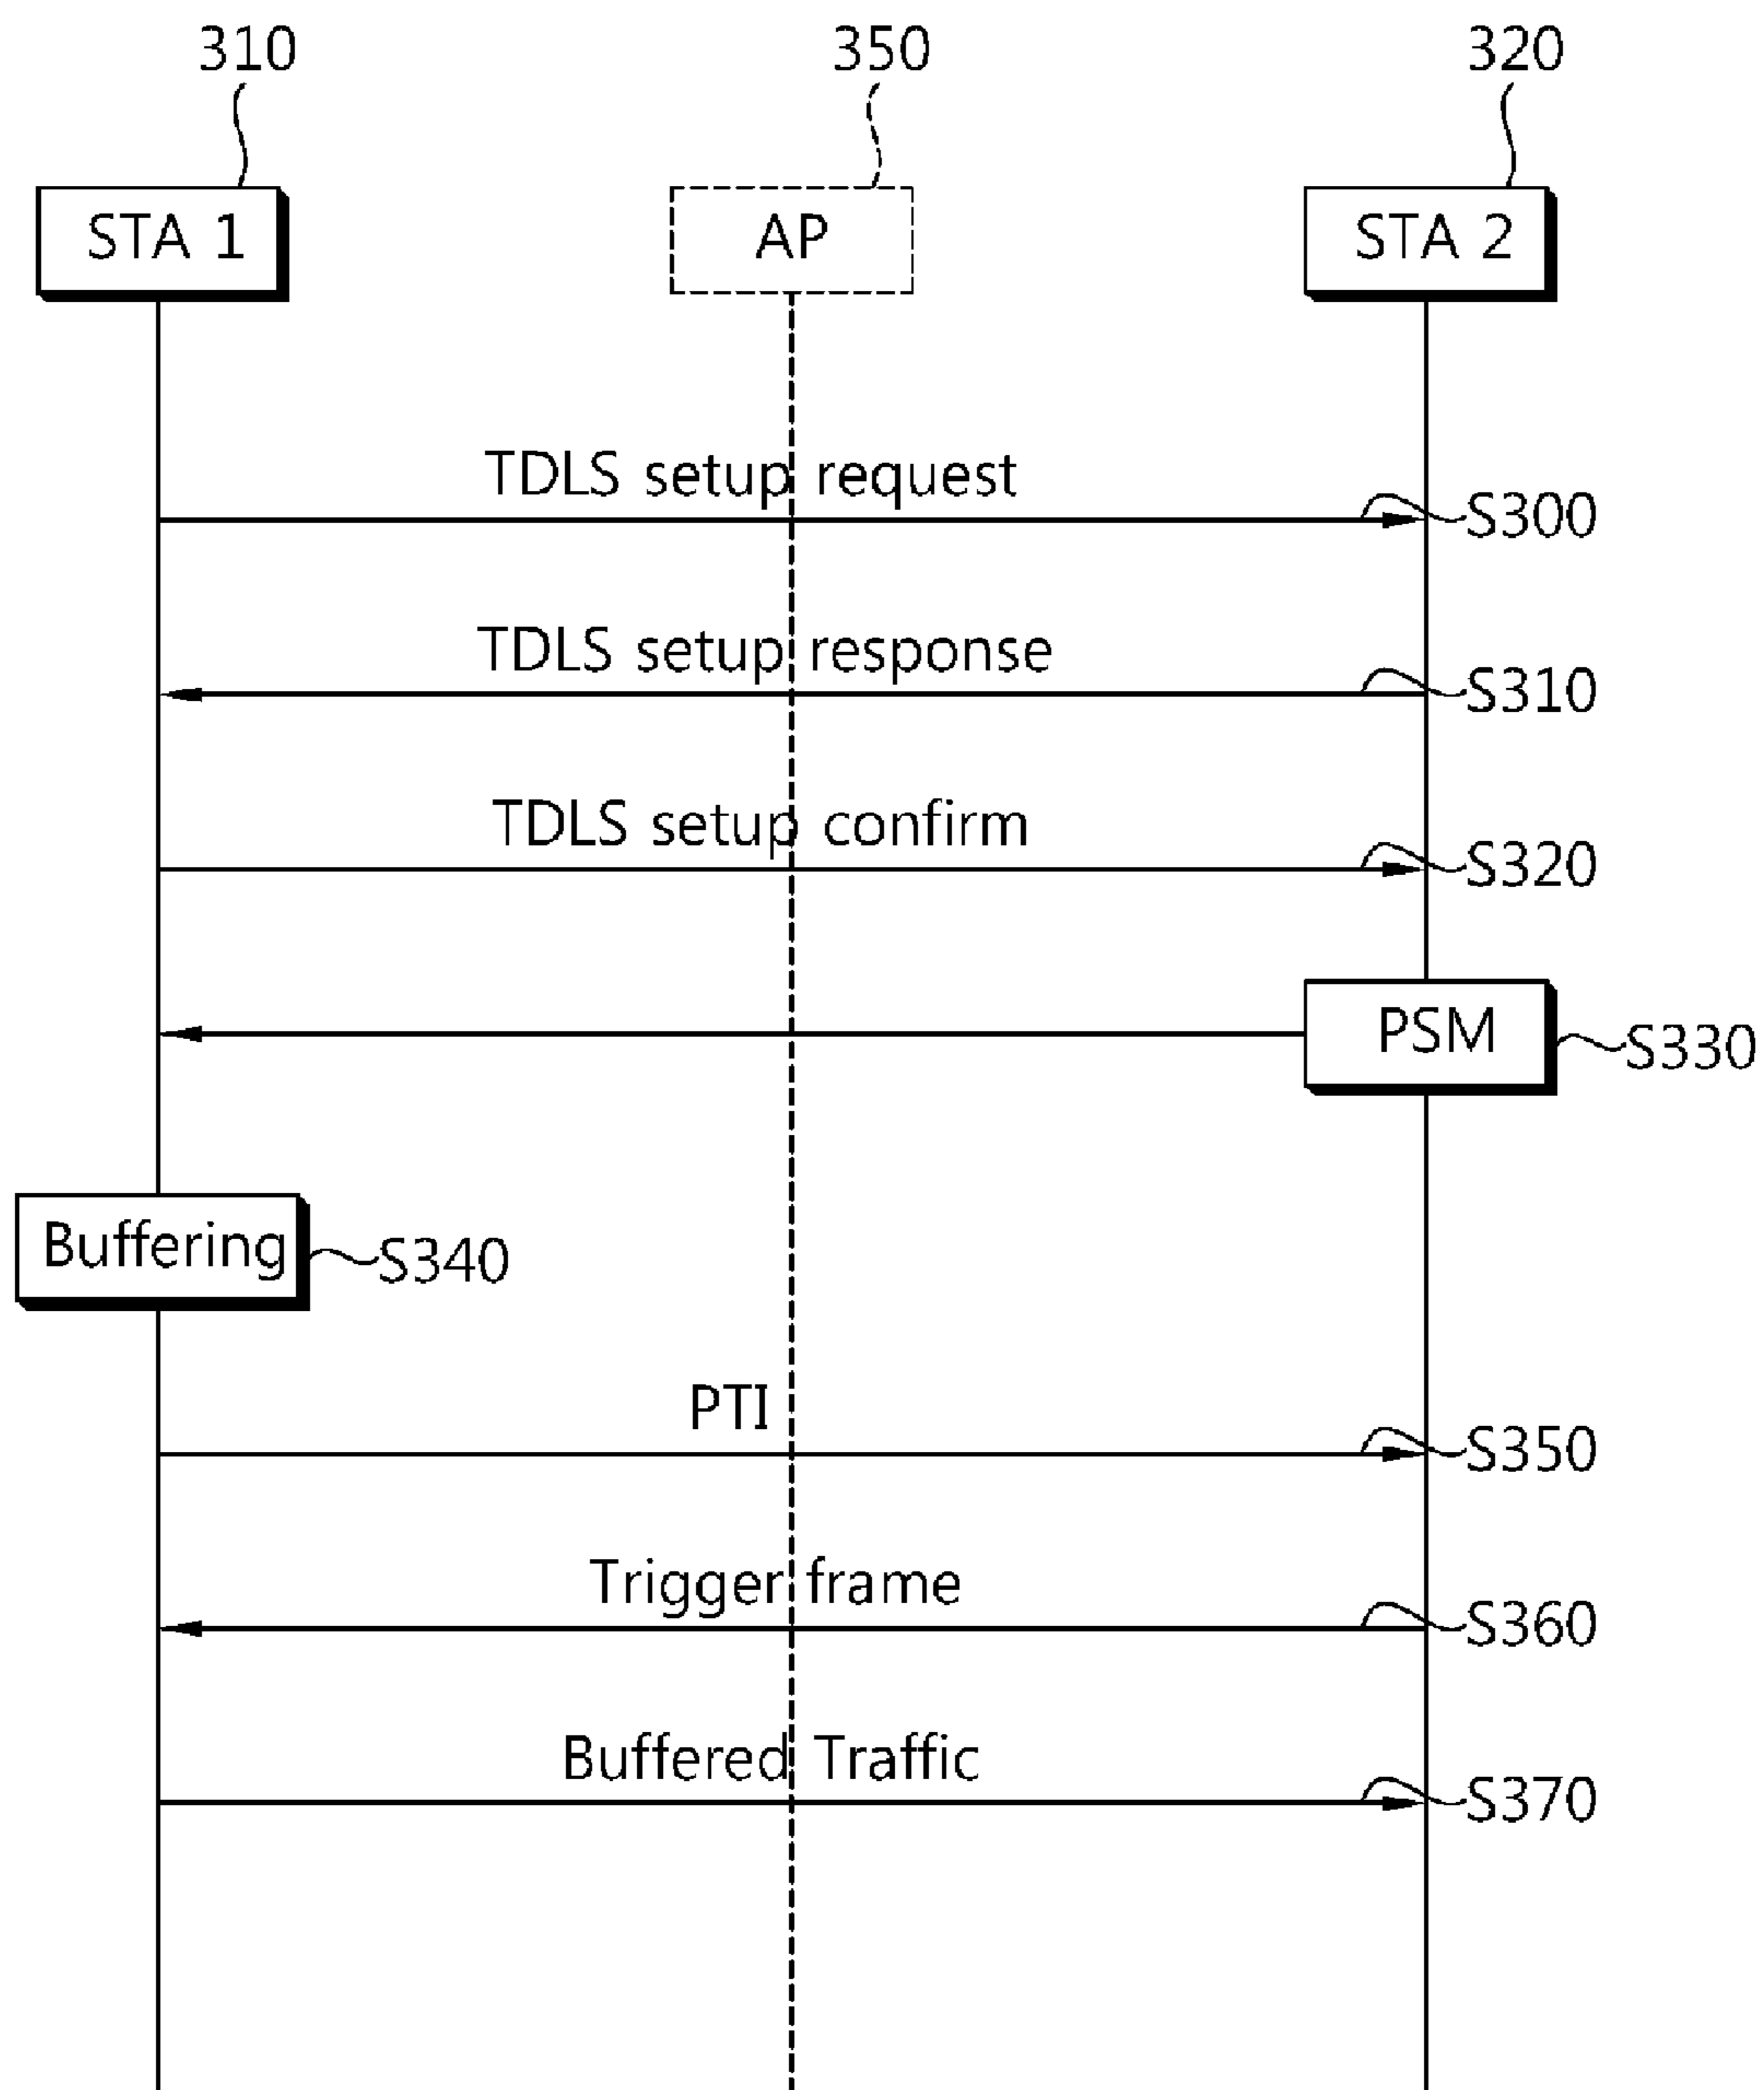 310 350 320
STA 1 AP STA 2
TDLS setup request
S300
TDLS setup response
S310
TDLS setup confirm
S320
PSM
S330
Buffering
S340
PTI
S350
Trigger frame
S360
Buffered Traffic
S370